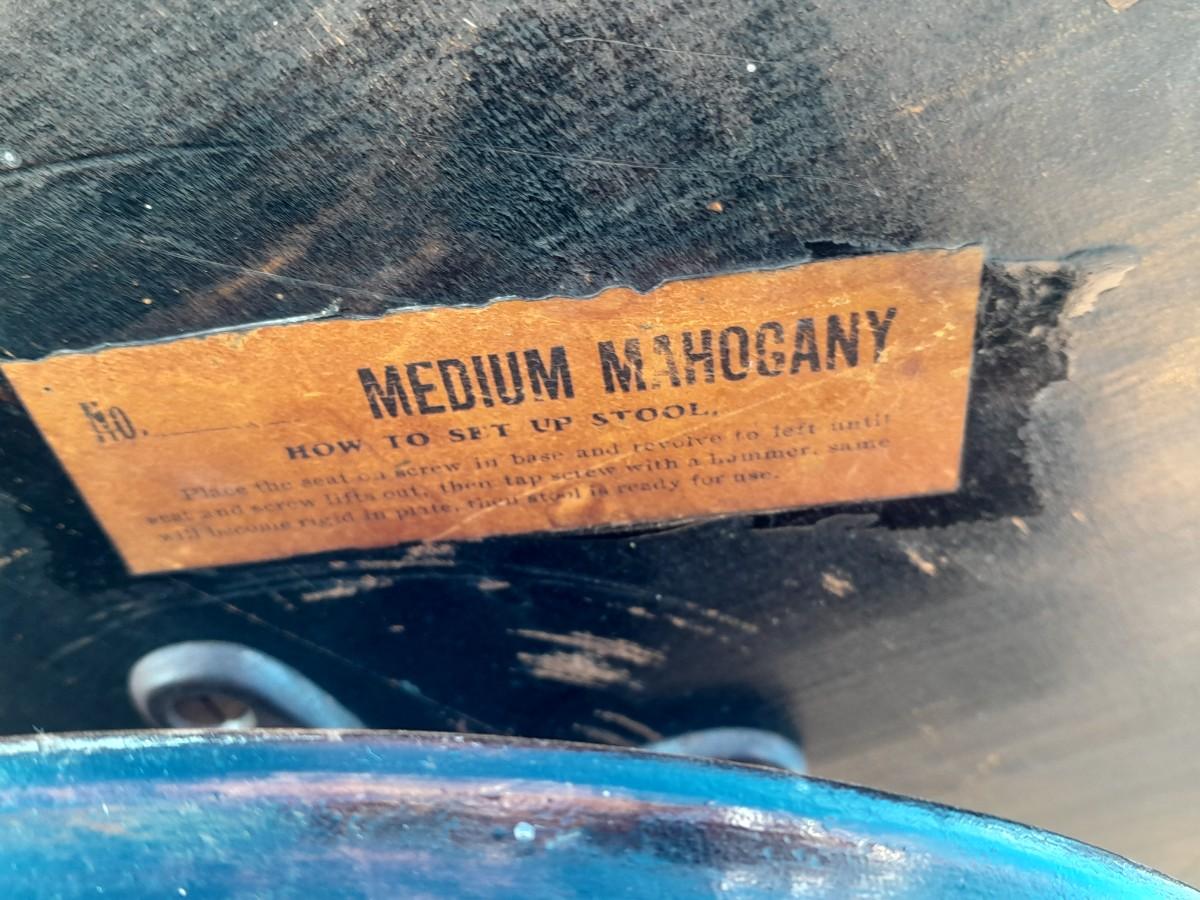 No. MEDIUM MAHOGANY
HOW TO SET UP STOOL.
Place the seat on screw in base and revolve to left until
seat and screw lifts out, then tap screw with a hammer, same
will become rigid in plate, then stool is ready for use.